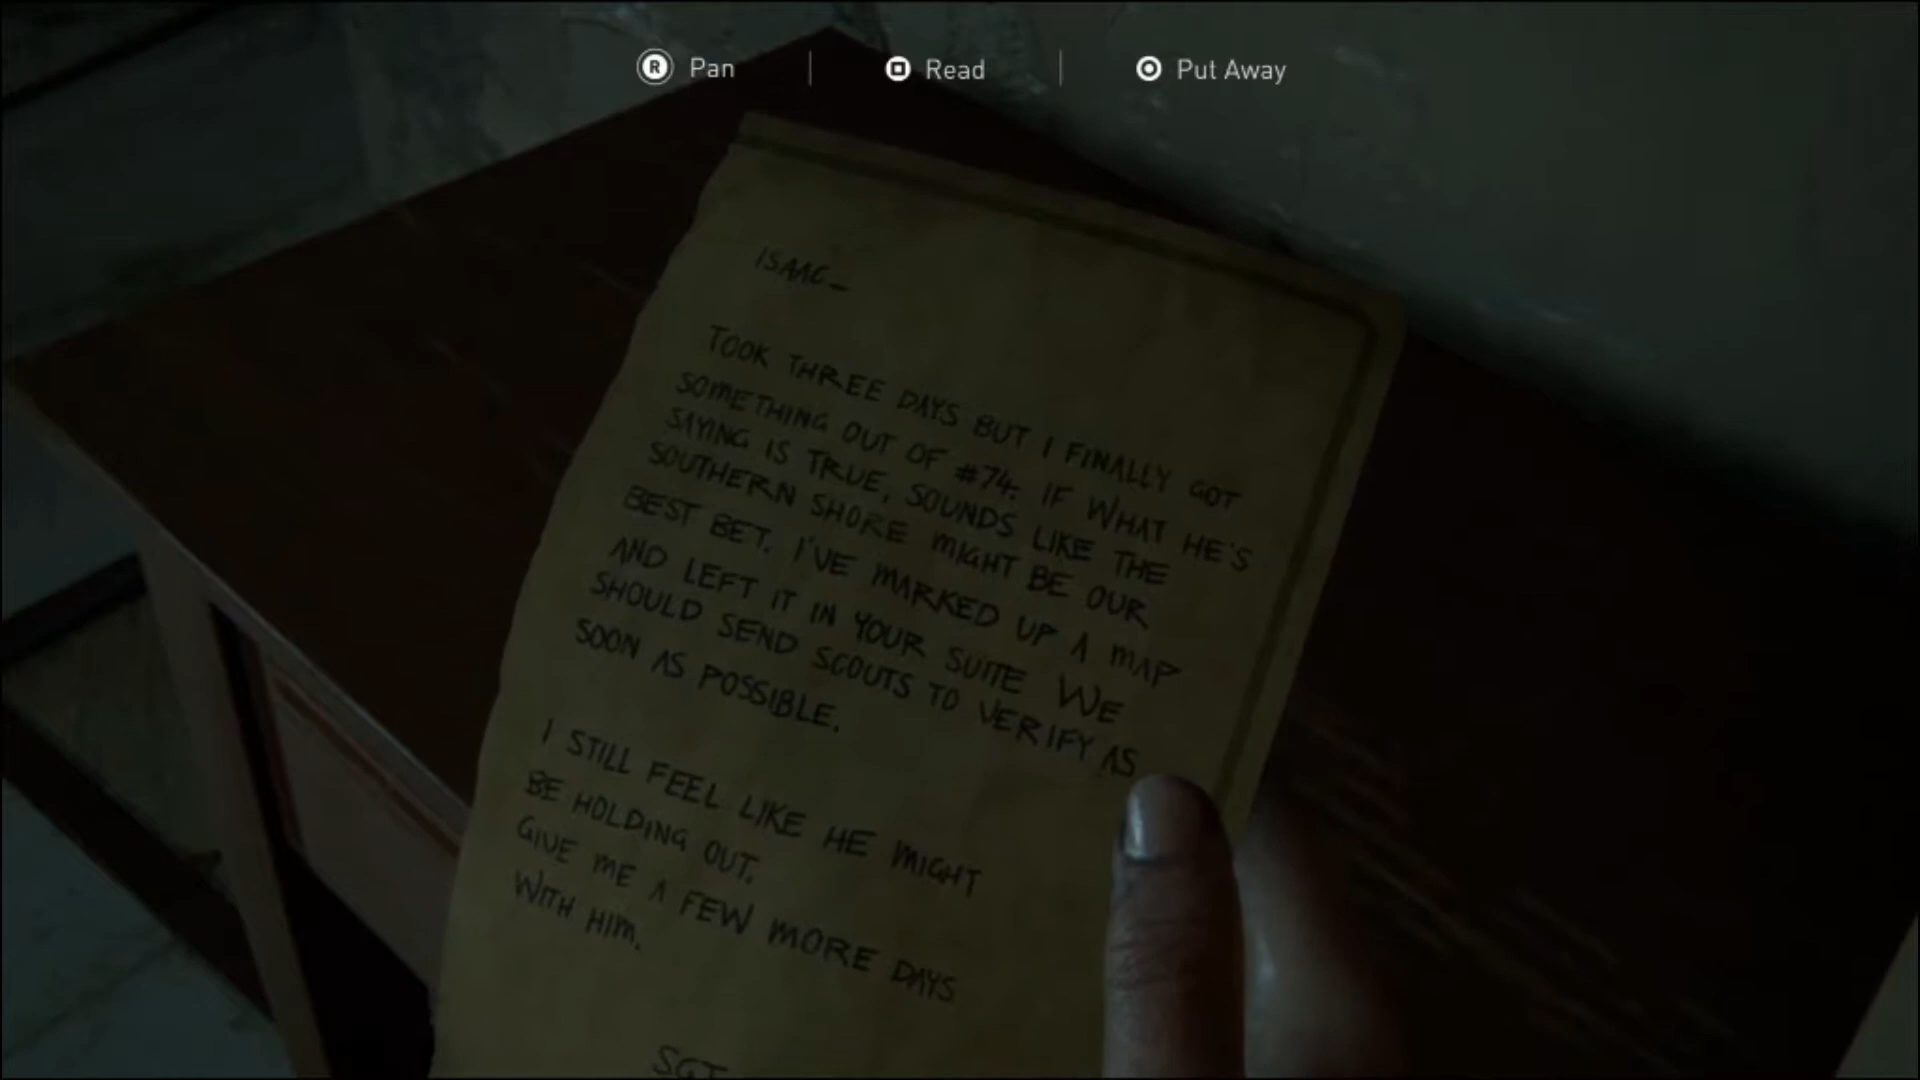 R Pan | Read | Put Away
ISAAC_
TOOK THREE DAYS BUT I FINALLY GOT
SOMETHING OUT OF #74. IF WHAT HE'S
SAYING IS TRUE, SOUNDS LIKE THE
SOUTHERN SHORE MIGHT BE OUR
BEST BET. I'VE MARKED UP A MAP
AND LEFT IT IN YOUR SUITE WE
SHOULD SEND SCOUTS TO VERIFY AS
SOON AS POSSIBLE.
I STILL FEEL LIKE HE MIGHT
BE HOLDING OUT.
GIVE ME A FEW MORE DAYS
WITH HIM.
SGT